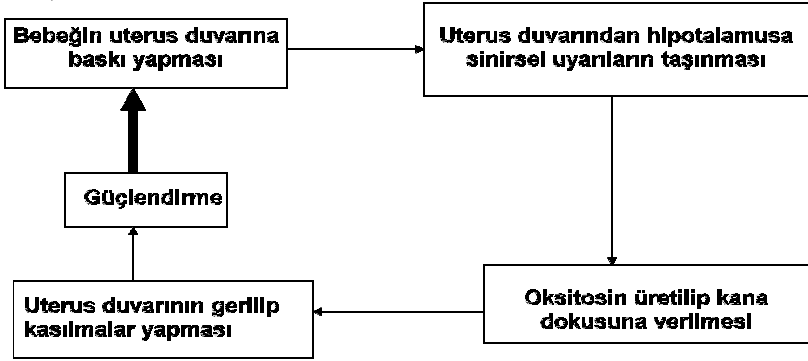 Bebeğin uterus duvarına
baskı yapması
Uterus duvarından hipotalamusa
sinirsel uyarıların taşınması
Güçlendirme
Uterus duvarının gerilip
kasılmalar yapması
Oksitosin üretilip kana
dokusuna verilmesi